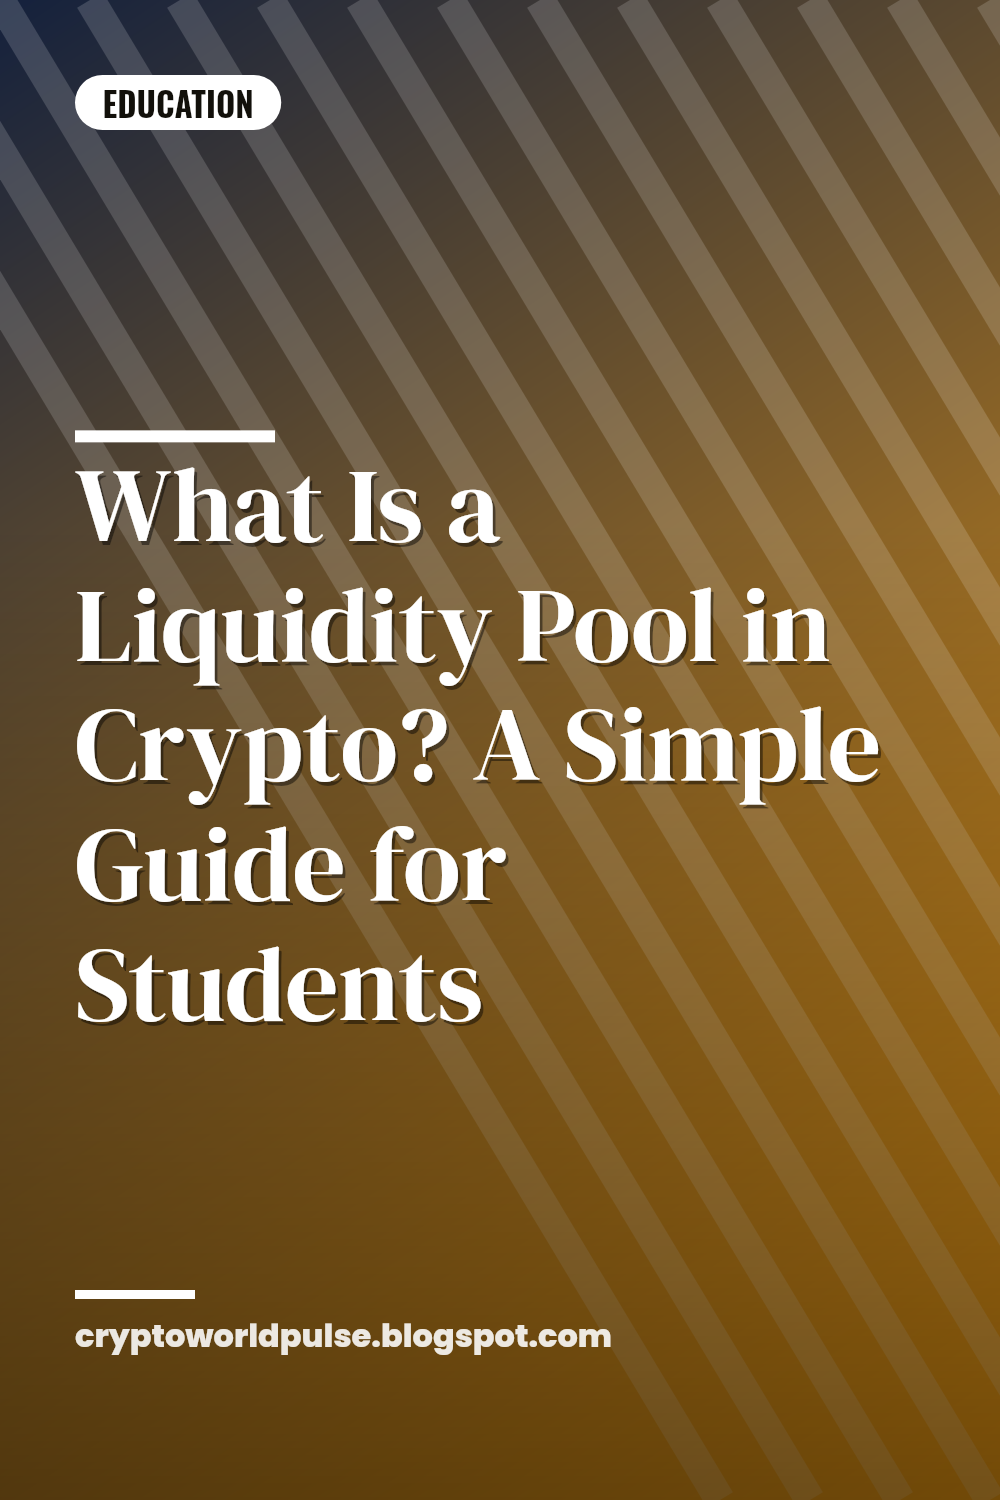 EDUCATION
What Is a
Liquidity Pool in
Crypto? A Simple
Guide for
Students
cryptoworldpulse.blogspot.com